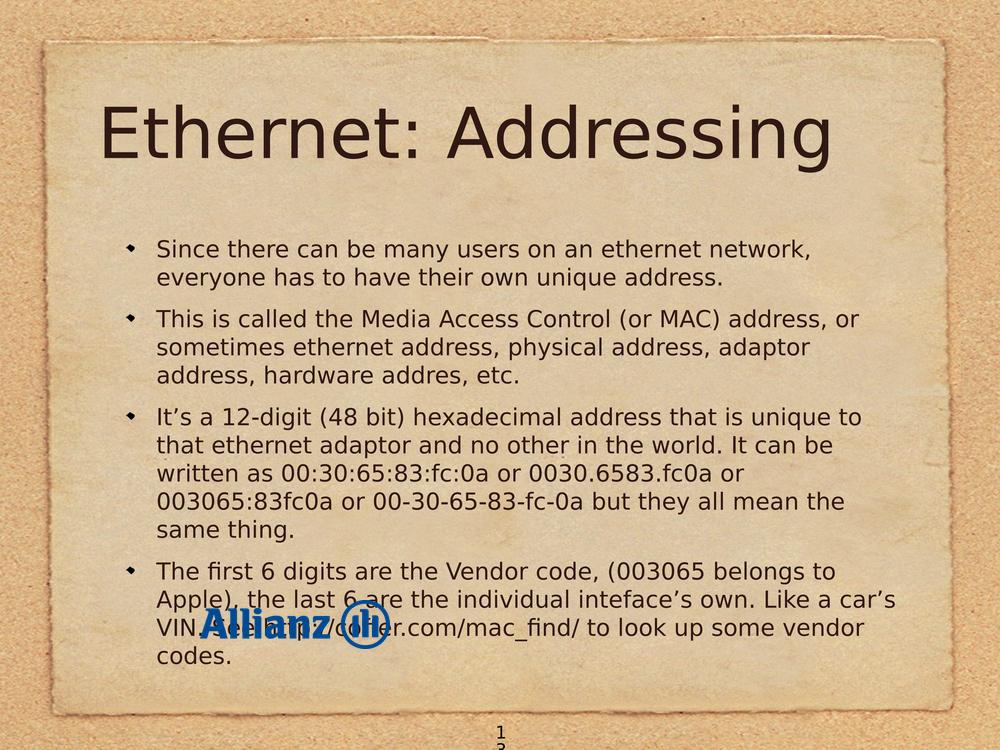 Ethernet: Addressing
Since there can be many users on an ethernet network,
everyone has to have their own unique address.
This is called the Media Access Control (or MAC) address, or
sometimes ethernet address, physical address, adaptor
address, hardware addres, etc.
It’s a 12-digit (48 bit) hexadecimal address that is unique to
that ethernet adaptor and no other in the world. It can be
written as 00:30:65:83:fc:0a or 0030.6583.fc0a or
003065:83fc0a or 00-30-65-83-fc-0a but they all mean the
same thing.
The first 6 digits are the Vendor code, (003065 belongs to
Apple), the last 6 are the individual inteface’s own. Like a car’s
Allianz
VIN. See to look up some vendor
codes.
1